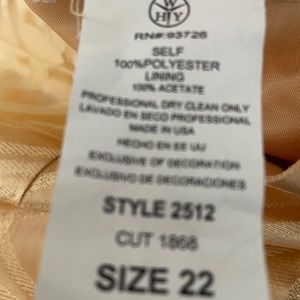 W
H Y
RN#:93726
SELF
100%POLYESTER
LINING
100% ACETATE
PROFESSIONAL DRY CLEAN ONLY
LAVADO EN SECO PROFESSIONAL
MADE IN USA
HECHO EN EE UU
EXCLUSIVE OF DECORATION
EXCLUSIVO DE DECORACIONES
STYLE 2512
CUT 1868
SIZE 22